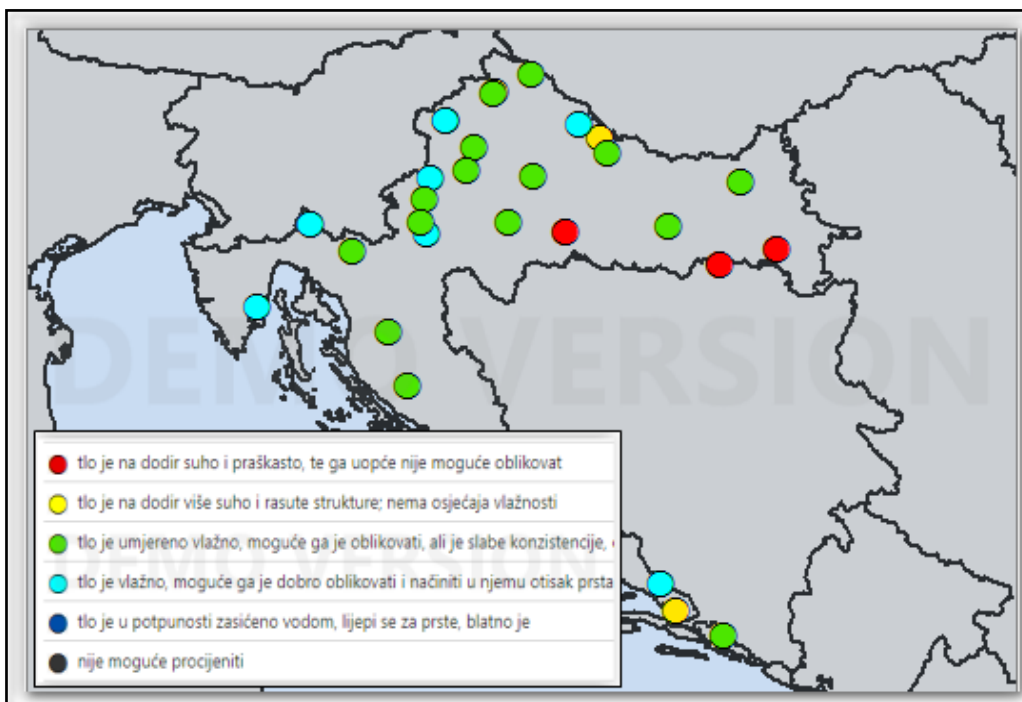 DEMO VERSION
tlo je na dodir suho i praškasto, te ga uopće nije moguće oblikovat
tlo je na dodir više suho i rasute strukture; nema osjećaja vlažnosti
tlo je umjereno vlažno, moguće ga je oblikovati, ali je slabe konzistencije,
DEMO VERSION
tlo je vlažno, moguće ga je dobro oblikovati i načiniti u njemu otisak prsta
tlo je u potpunosti zasićeno vodom, lijepi se za prste, blatno je
nije moguće procijeniti